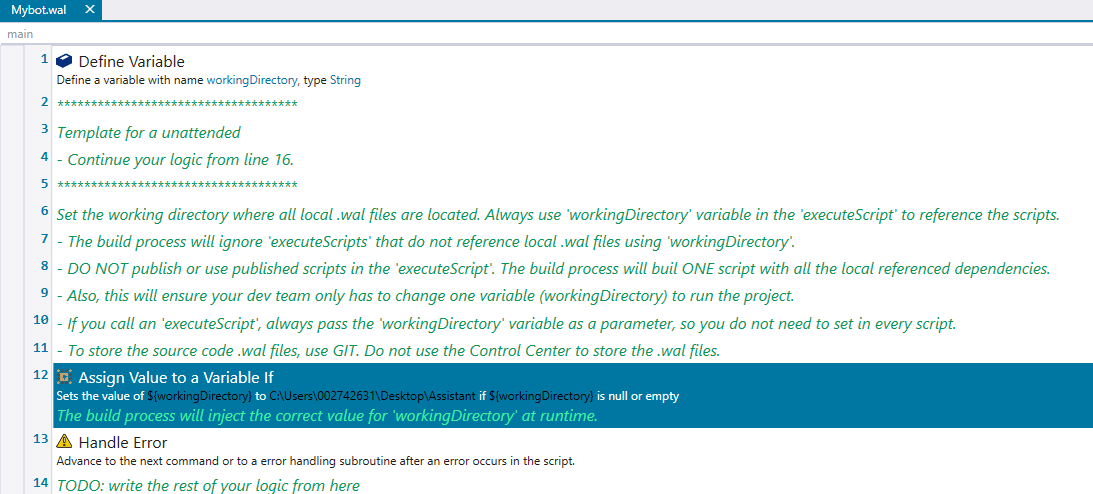 Mybot.wal ✕
main
1 Define Variable
Define a variable with name workingDirectory, type String
2 ************************************
3 Template for a unattended
4 - Continue your logic from line 16.
5 ************************************
6 Set the working directory where all local .wal files are located. Always use 'workingDirectory' variable in the 'executeScript' to reference the scripts.
7 - The build process will ignore 'executeScripts' that do not reference local .wal files using 'workingDirectory'.
8 - DO NOT publish or use published scripts in the 'executeScript'. The build process will buil ONE script with all the local referenced dependencies.
9 - Also, this will ensure your dev team only has to change one variable (workingDirectory) to run the project.
10 - If you call an 'executeScript', always pass the 'workingDirectory' variable as a parameter, so you do not need to set in every script.
11 - To store the source code .wal files, use GIT. Do not use the Control Center to store the .wal files.
12 Assign Value to a Variable If
Sets the value of ${workingDirectory} to C:\Users\002742631\Desktop\Assistant if ${workingDirectory} is null or empty
The build process will inject the correct value for 'workingDirectory' at runtime.
13 Handle Error
Advance to the next command or to a error handling subroutine after an error occurs in the script.
14 TODO: write the rest of your logic from here